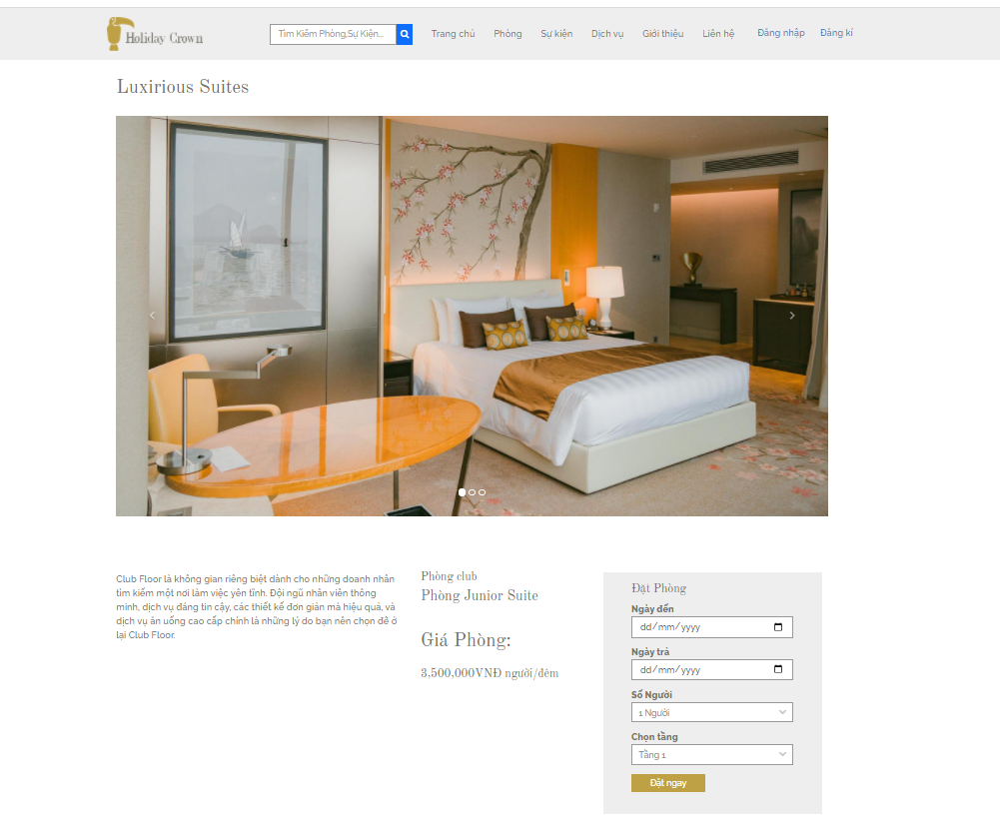 Holiday Crown
Tìm Kiếm Phòng,Sự Kiện...
Trang chủ
Phòng
Sự kiện
Dịch vụ
Giới thiệu
Liên hệ
Đăng nhập
Đăng kí
Luxirious Suites
Club Floor là không gian riêng biệt dành cho những doanh nhân
tìm kiếm một nơi làm việc yên tĩnh. Đội ngũ nhân viên thông
minh, dịch vụ đáng tin cậy, các thiết kế đơn giản mà hiệu quả, và
dịch vụ ăn uống cao cấp chính là những lý do bạn nên chọn để ở
lại Club Floor.
Phòng club
Phòng Junior Suite
Giá Phòng:
3,500,000VNĐ người/đêm
Đặt Phòng
Ngày đến
dd/mm/yyyy
Ngày trả
dd/mm/yyyy
Số Người
1 Người
Chọn tầng
Tầng 1
Đặt ngay